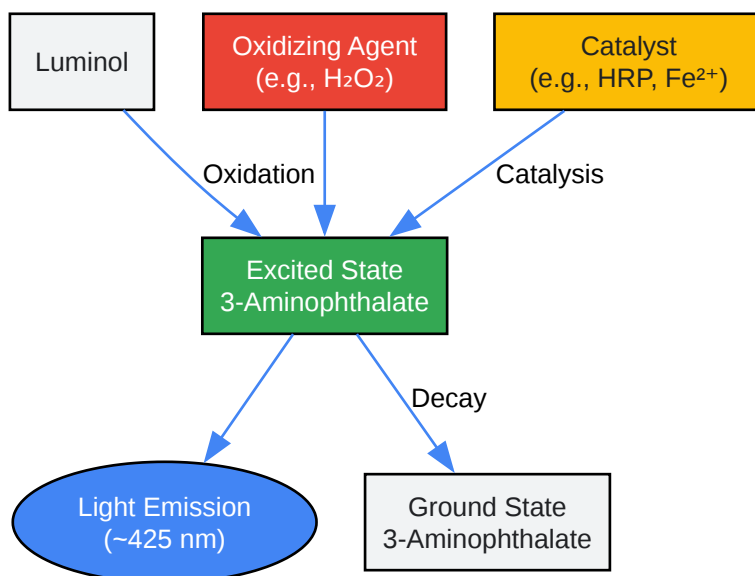 Luminol
Oxidizing Agent
(e.g., H₂O₂)
Catalyst
(e.g., HRP, Fe²⁺)
Oxidation
Catalysis
Excited State
3-Aminophthalate
Decay
Light Emission
(~425 nm)
Ground State
3-Aminophthalate